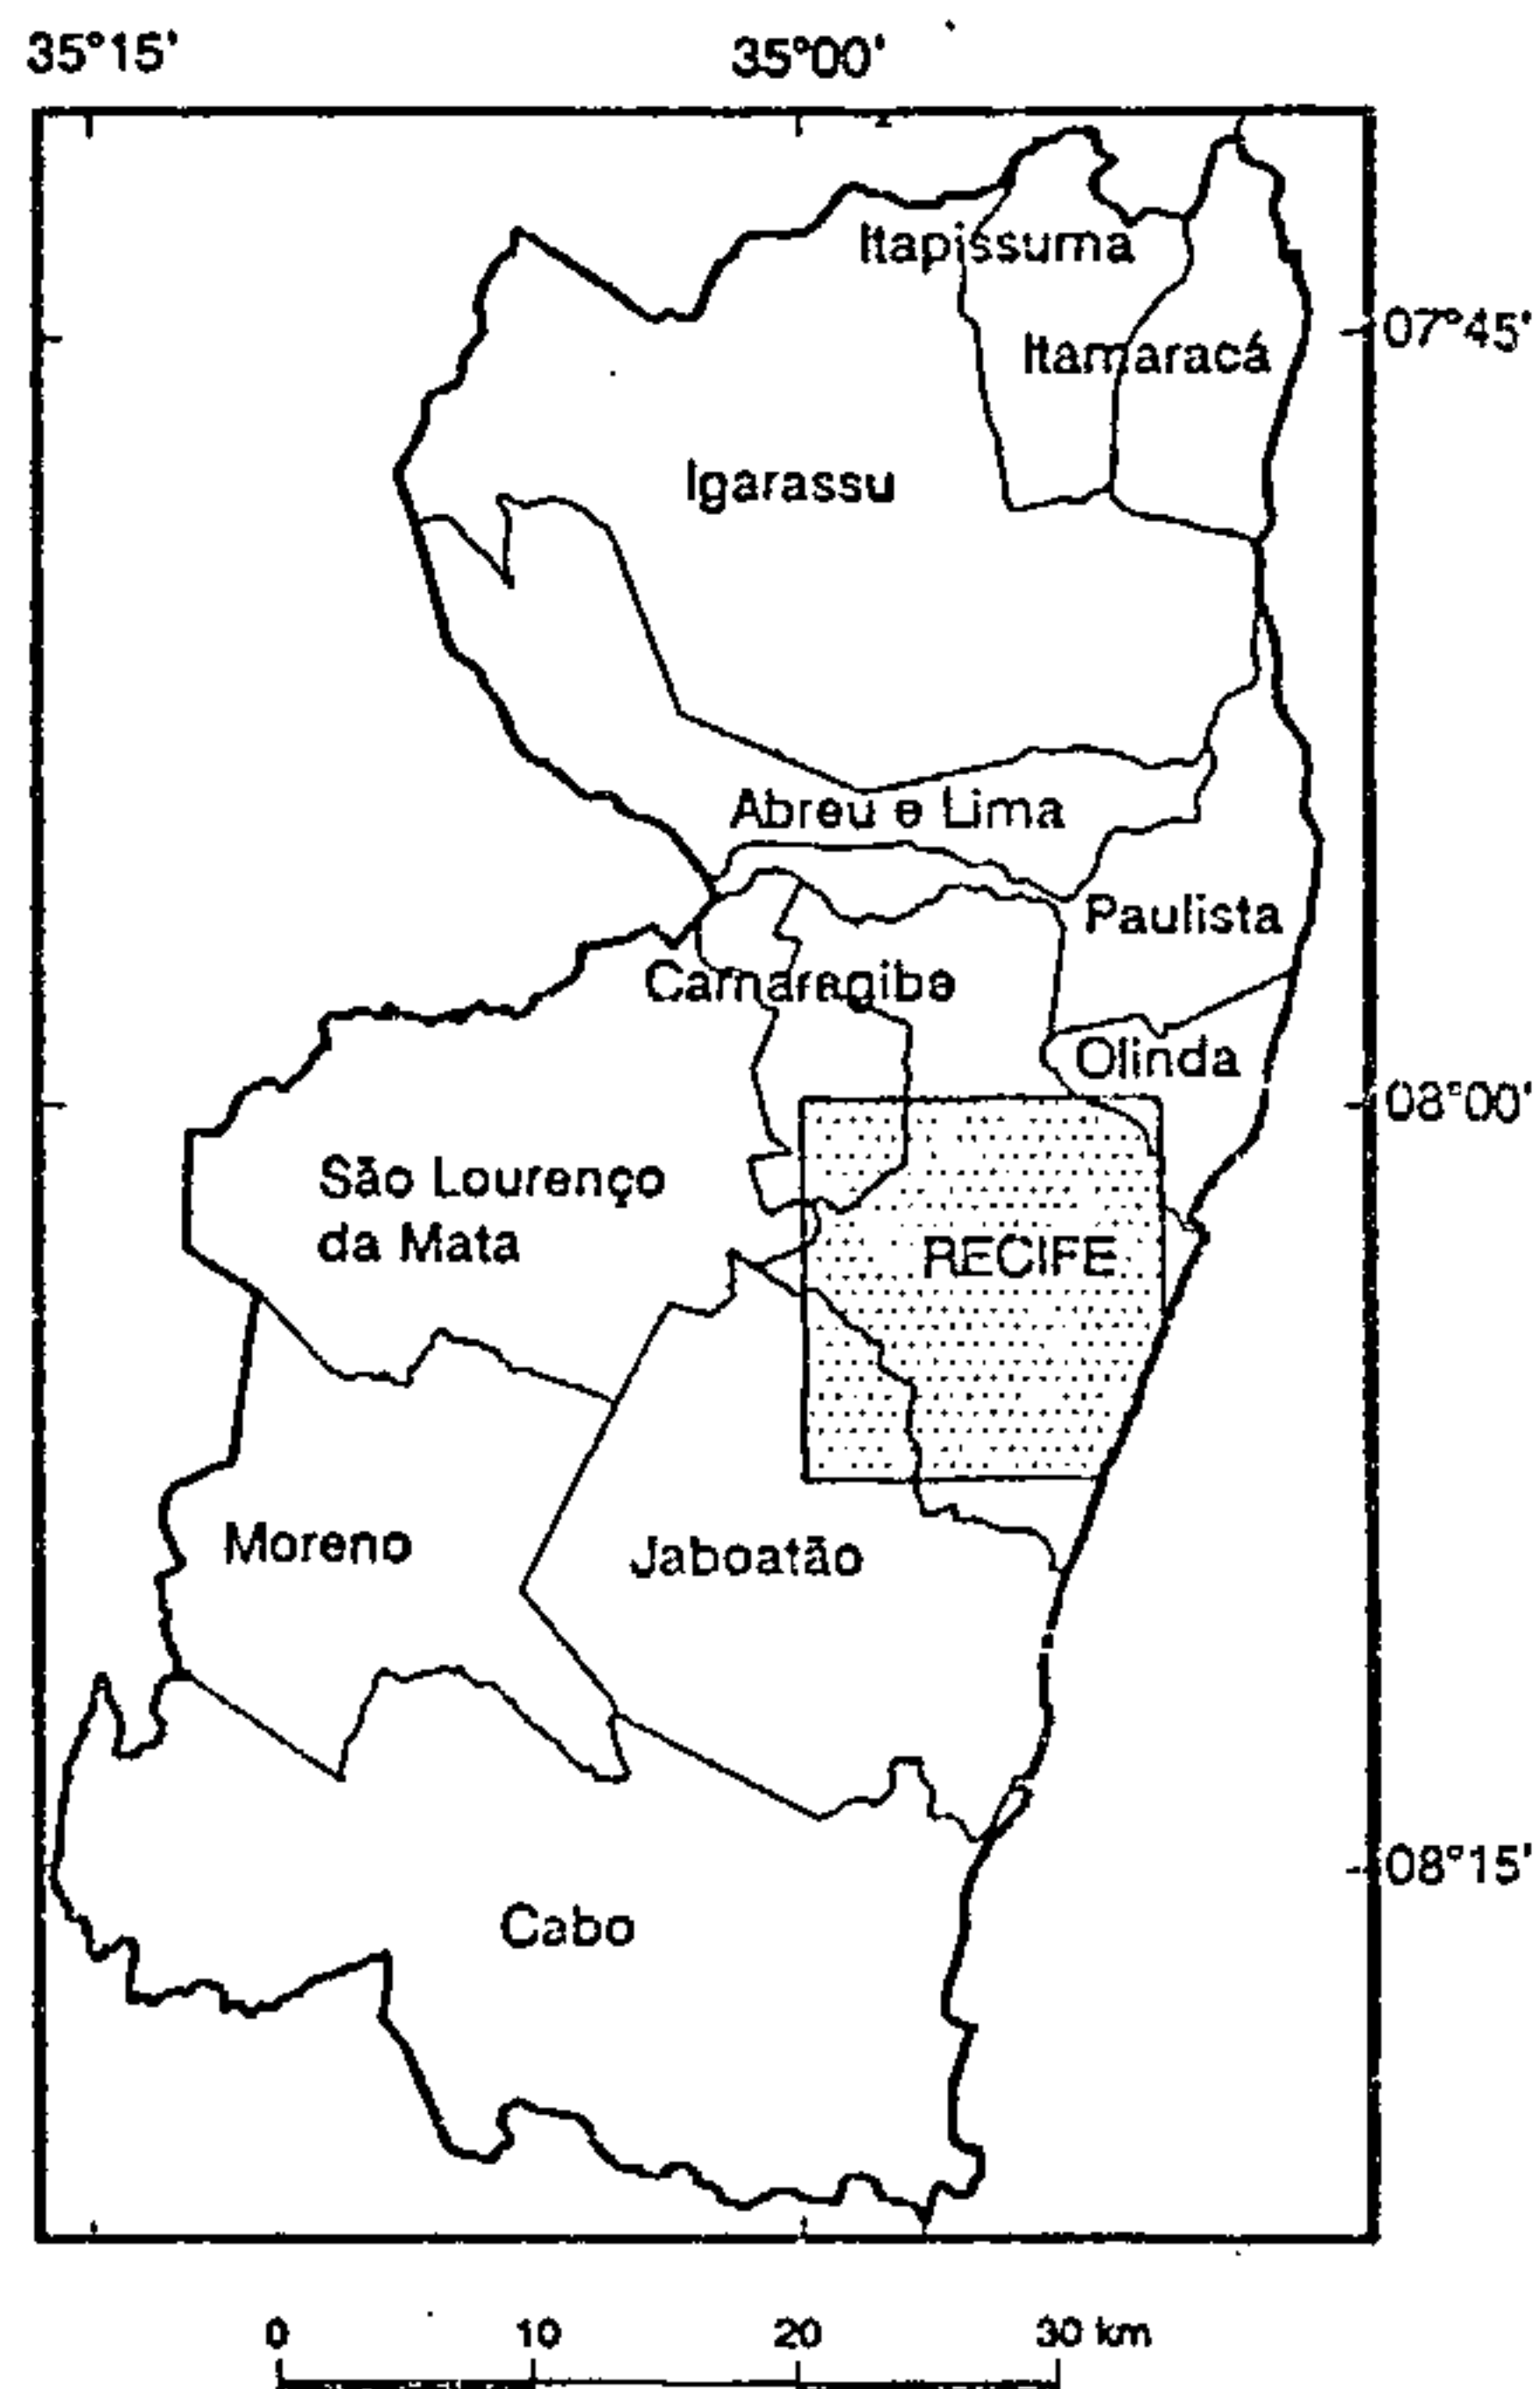 35°15' 35°00'
Itapissuma
07°45'
Itamaracá
Igarassu
Abreu e Lima
Paulista
Camaragibe
Olinda
08°00'
São Lourenço
da Mata
RECIFE
Moreno
Jaboatão
08°15'
Cabo
0 10 20 30 km